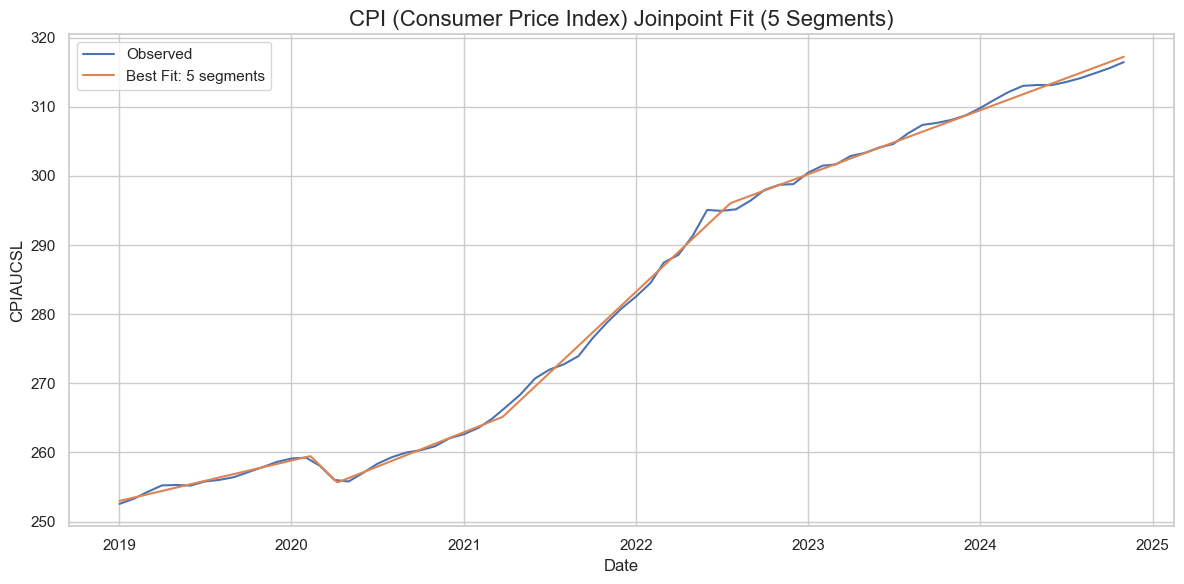 CPI (Consumer Price Index) Joinpoint Fit (5 Segments)
Observed
Best Fit: 5 segments
CPIAUCSL
320
310
300
290
280
270
260
250
2019 2020 2021 2022 2023 2024 2025
Date